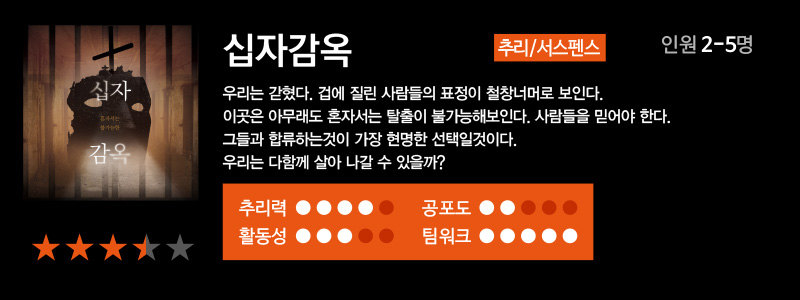 십자감옥
추리/서스펜스
인원 2-5명
십자
혼자서는
불가능한
감옥
우리는 갇혔다. 겁에 질린 사람들의 표정이 철창너머로 보인다.
이곳은 아무래도 혼자서는 탈출이 불가능해보인다. 사람들을 믿어야 한다.
그들과 합류하는것이 가장 현명한 선택일것이다.
우리는 다함께 살아 나갈 수 있을까?
추리력
공포도
활동성
팀워크